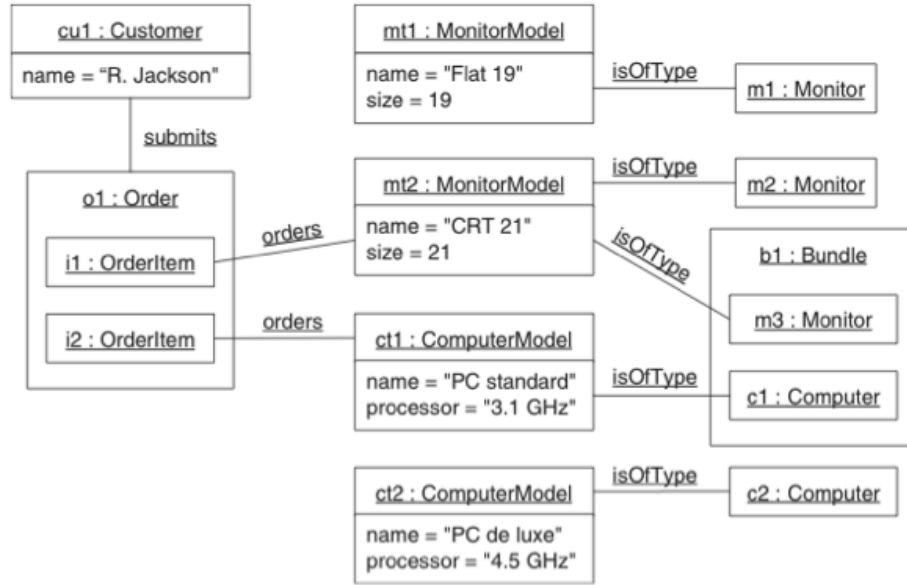 cu1 : Customer
name = “R. Jackson"
submits
o1 : Order
i1 : OrderItem
i2 : OrderItem
orders
orders
mt1 : MonitorModel
name = "Flat 19"
size = 19
isOfType
m1 : Monitor
mt2 : MonitorModel
name = "CRT 21"
size = 21
isOfType
m2 : Monitor
isOfType
b1 : Bundle
m3 : Monitor
ct1 : ComputerModel
name = "PC standard"
processor = "3.1 GHz"
isOfType
c1 : Computer
ct2 : ComputerModel
name = "PC de luxe"
processor = "4.5 GHz"
isOfType
c2 : Computer